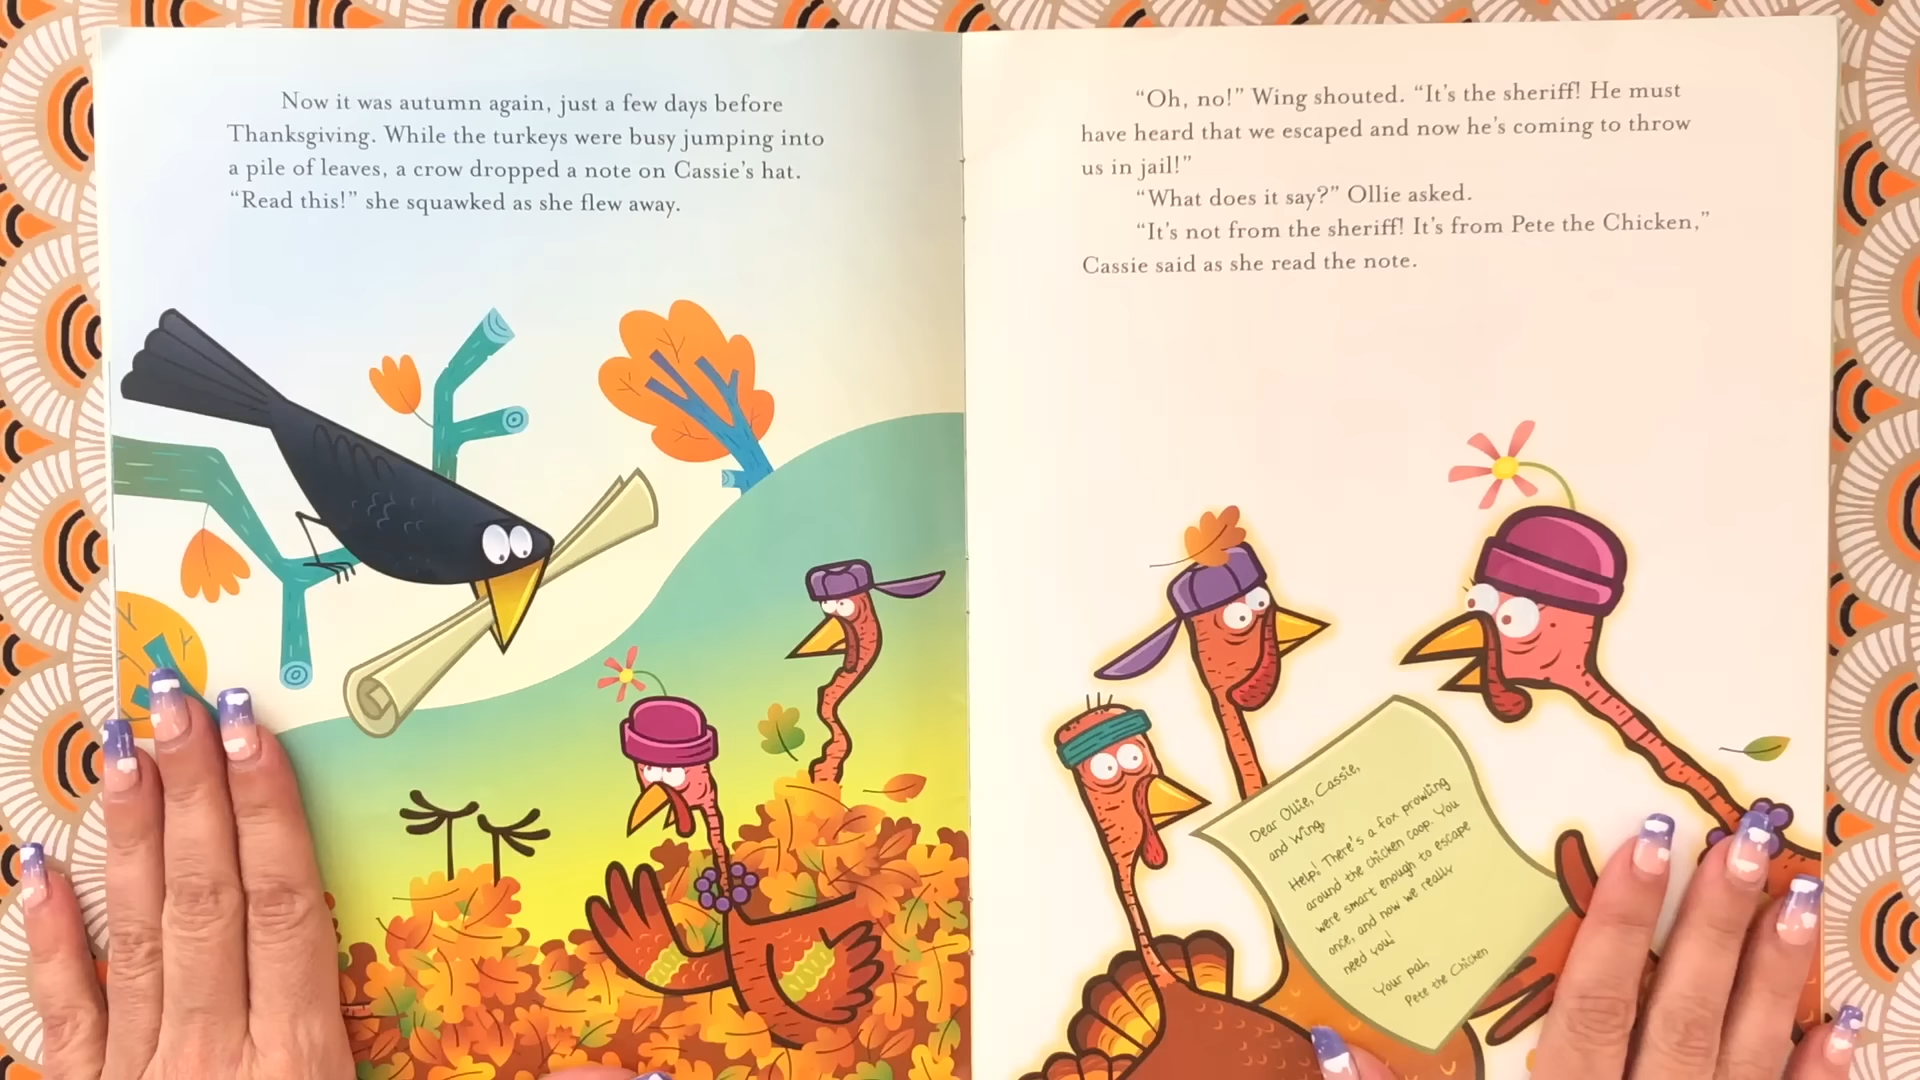 Now it was autumn again, just a few days before
Thanksgiving. While the turkeys were busy jumping into
a pile of leaves, a crow dropped a note on Cassie's hat.
“Read this!” she squawked as she flew away.
“Oh, no!” Wing shouted. “It's the sheriff! He must
have heard that we escaped and now he's coming to throw
us in jail!”
“What does it say?” Ollie asked.
“It's not from the sheriff! It's from Pete the Chicken,”
Cassie said as she read the note.
Dear Ollie, Cassie,
and Wing,
Help! There's a fox prowling
around the chicken coop. You
were smart enough to escape
once, and now we really
need you!
Your pal,
Pete the Chicken